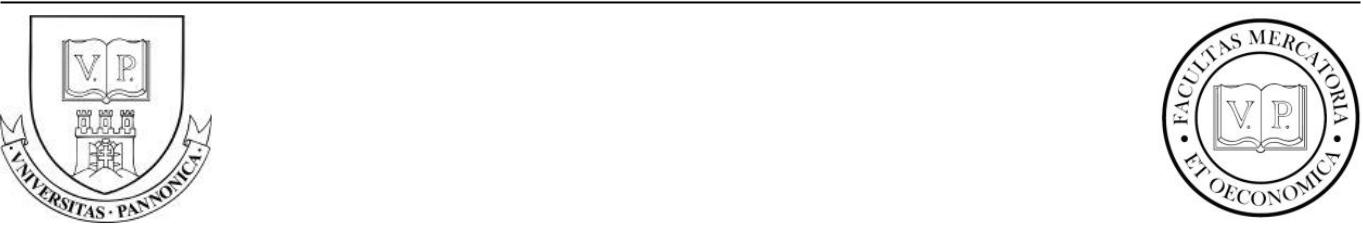 V. P.
· VNIVERSITAS · PANNONICA ·
FACULTAS MERCATORIA
· ET OECONOMICA ·
V. P.